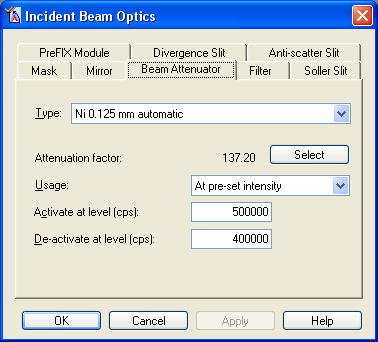 Incident Beam Optics
PreFIX Module Divergence Slit Anti-scatter Slit
Mask Mirror Beam Attenuator Filter Soller Slit
Type: Ni 0.125 mm automatic
Attenuation factor: 137.20 Select
Usage: At pre-set intensity
Activate at level (cps): 500000
De-activate at level (cps): 400000
OK Cancel Apply Help